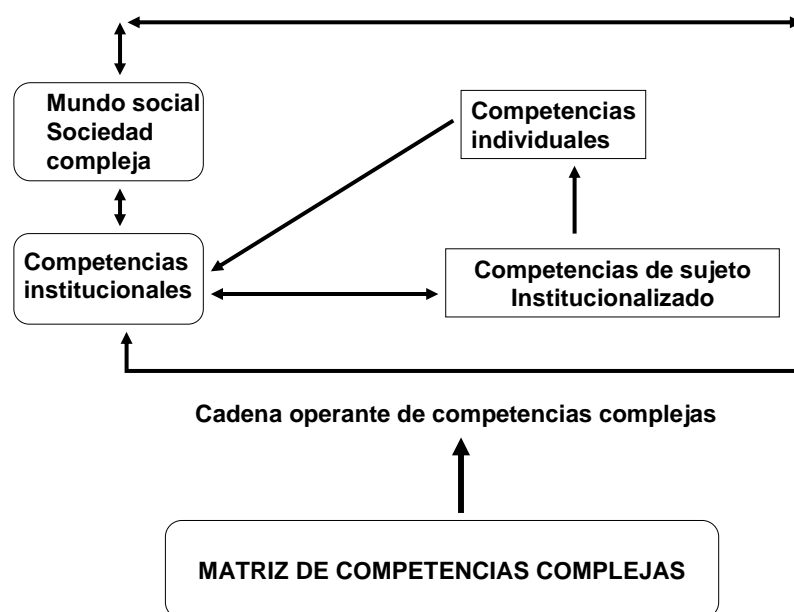 Mundo social
Sociedad
compleja
Competencias
individuales
Competencias
institucionales
Competencias de sujeto
Institucionalizado
Cadena operante de competencias complejas
MATRIZ DE COMPETENCIAS COMPLEJAS